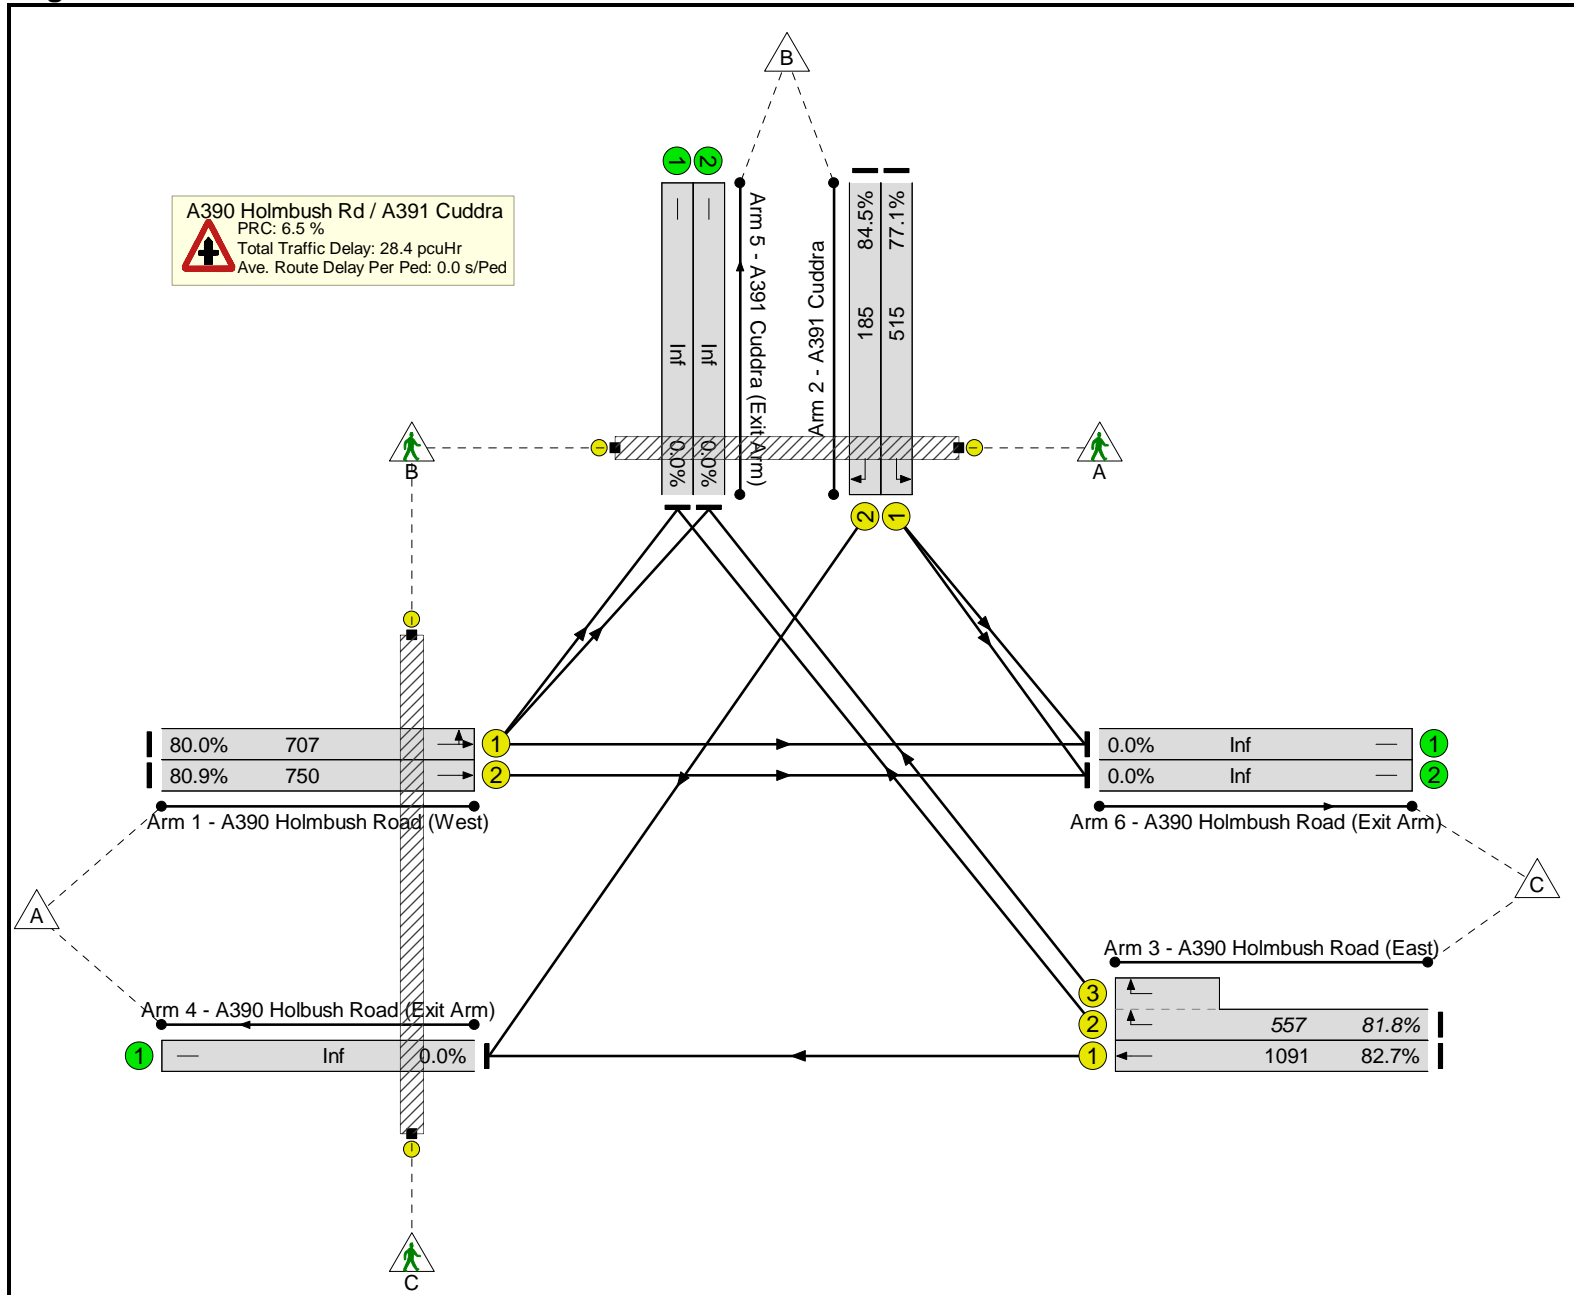 B
A390 Holmbush Rd / A391 Cuddra
PRC: 6.5 %
Total Traffic Delay: 28.4 pcuHr
Ave. Route Delay Per Ped: 0.0 s/Ped
1 2
Inf 0.0%
Inf 0.0%
Arm 5 - A391 Cuddra (Exit Arm)
Arm 2 - A391 Cuddra
84.5% 185
77.1% 515
B
A
2 1
80.0% 707 1
80.9% 750 2
Arm 1 - A390 Holmbush Road (West)
0.0% Inf 1
0.0% Inf 2
Arm 6 - A390 Holmbush Road (Exit Arm)
A
C
Arm 3 - A390 Holmbush Road (East)
3
2 557 81.8%
1 1091 82.7%
Arm 4 - A390 Holbush Road (Exit Arm)
1 Inf 0.0%
C